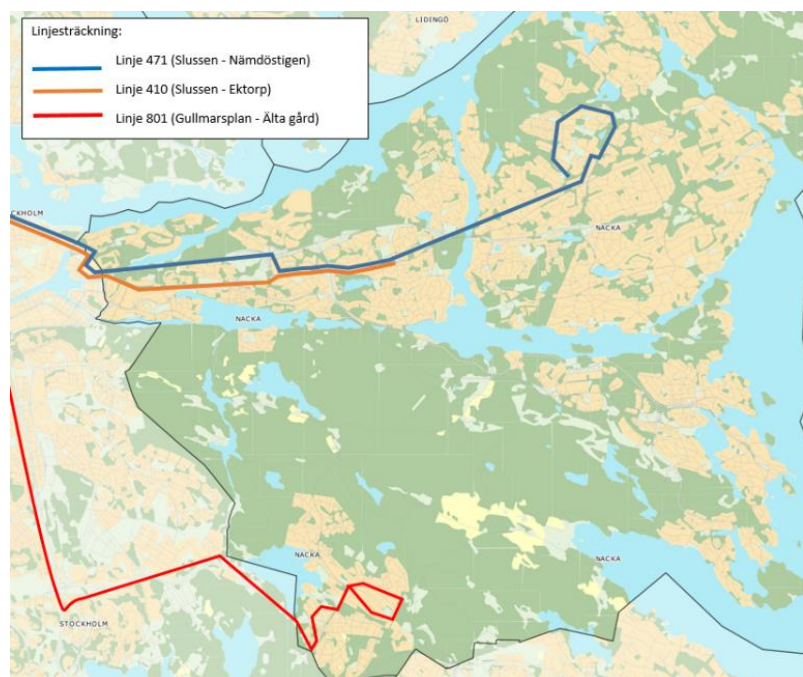 Linjesträckning:
Linje 471 (Slussen - Nämdöstigen)
Linje 410 (Slussen - Ektorp)
Linje 801 (Gullmarsplan - Älta gård)
LIDINGÖ
CKHOLM
NACKA
NACKA
NACKA
NACKA
STOCKHOLM